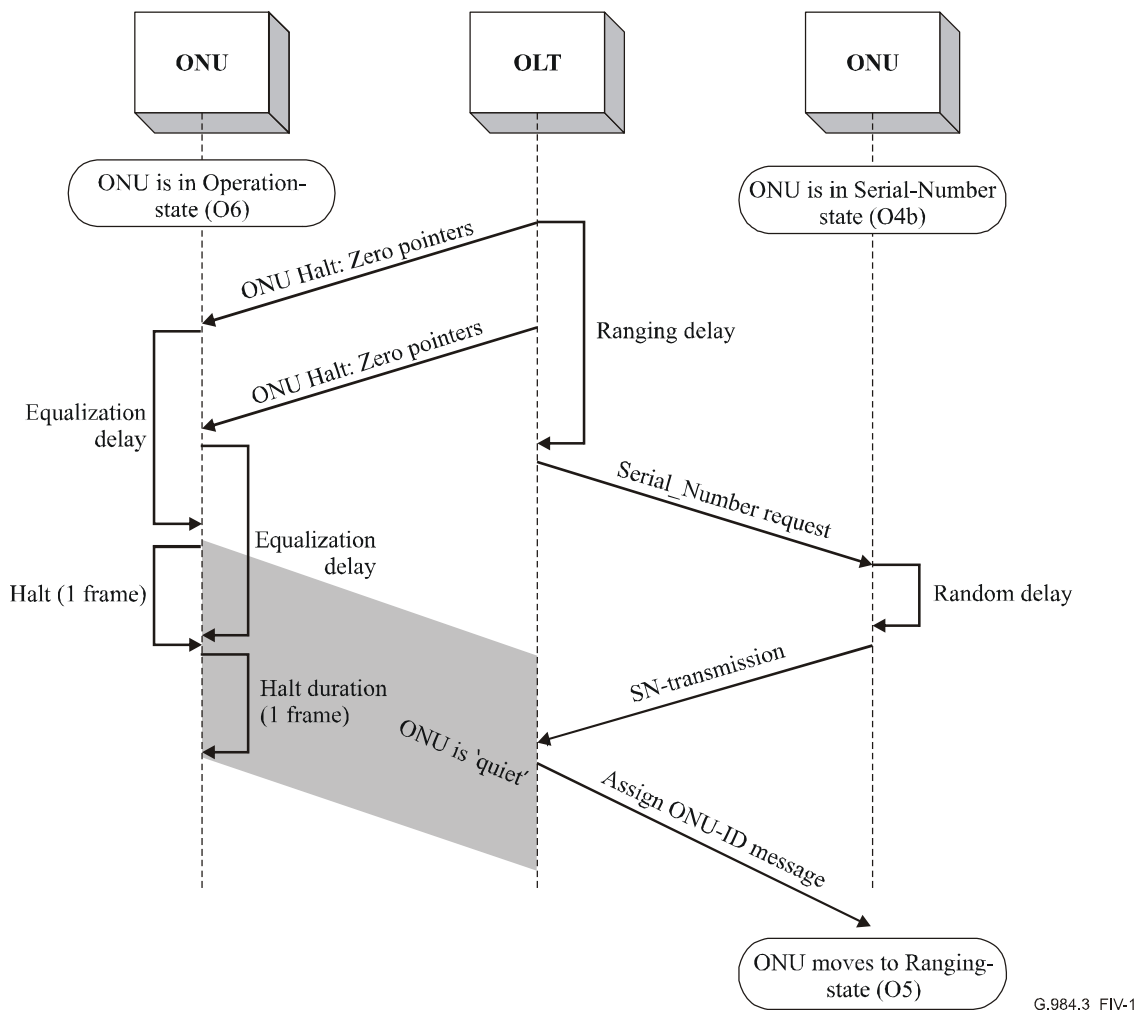 ONU
OLT
ONU
ONU is in Operation-
state (O6)
ONU is in Serial-Number
state (O4b)
ONU Halt: Zero pointers
Ranging delay
ONU Halt: Zero pointers
Equalization
delay
Serial_Number request
Equalization
delay
Halt (1 frame)
Random delay
SN-transmission
Halt duration
(1 frame)
ONU is 'quiet'
Assign ONU-ID message
ONU moves to Ranging-
state (O5)
G.984.3_FIV-1